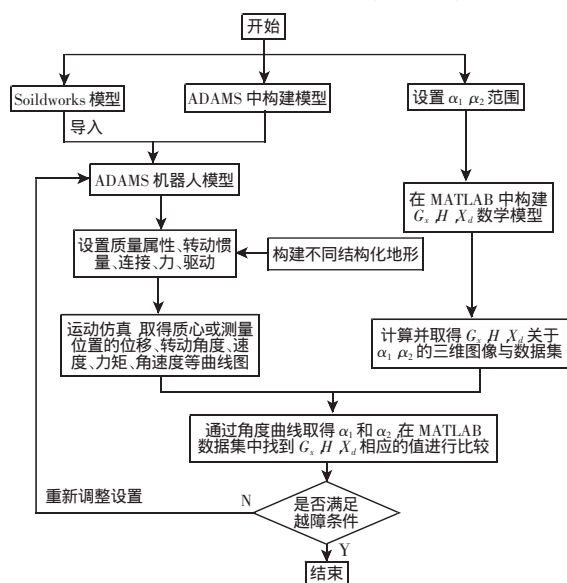 开始
Soildworks 模型
ADAMS 中构建模型
设置 α₁ α₂ 范围
导入
ADAMS 机器人模型
在 MATLAB 中构建
Gₓ H X_d 数学模型
设置质量属性、转动惯
量、连接、力、驱动
构建不同结构化地形
运动仿真 取得质心或测量
位置的位移、转动角度、速
度、力矩、角速度等曲线图
计算并取得 Gₓ H X_d 关于
α₁ α₂ 的三维图像与数据集
通过角度曲线取得 α₁ 和 α₂ 在 MATLAB
数据集中找到 Gₓ H X_d 相应的值进行比较
重新调整设置
N
是否满足
越障条件
Y
结束